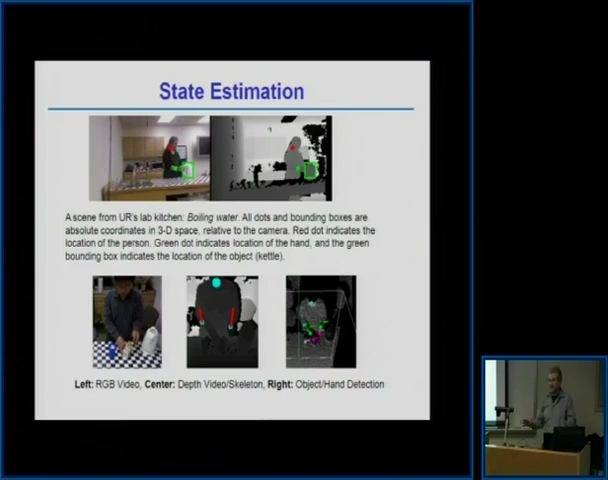 State Estimation
A scene from UR's lab kitchen: Boiling water. All dots and bounding boxes are
absolute coordinates in 3-D space, relative to the camera. Red dot indicates the
location of the person. Green dot indicates location of the hand, and the green
bounding box indicates the location of the object (kettle).
Left: RGB Video, Center: Depth Video/Skeleton, Right: Object/Hand Detection